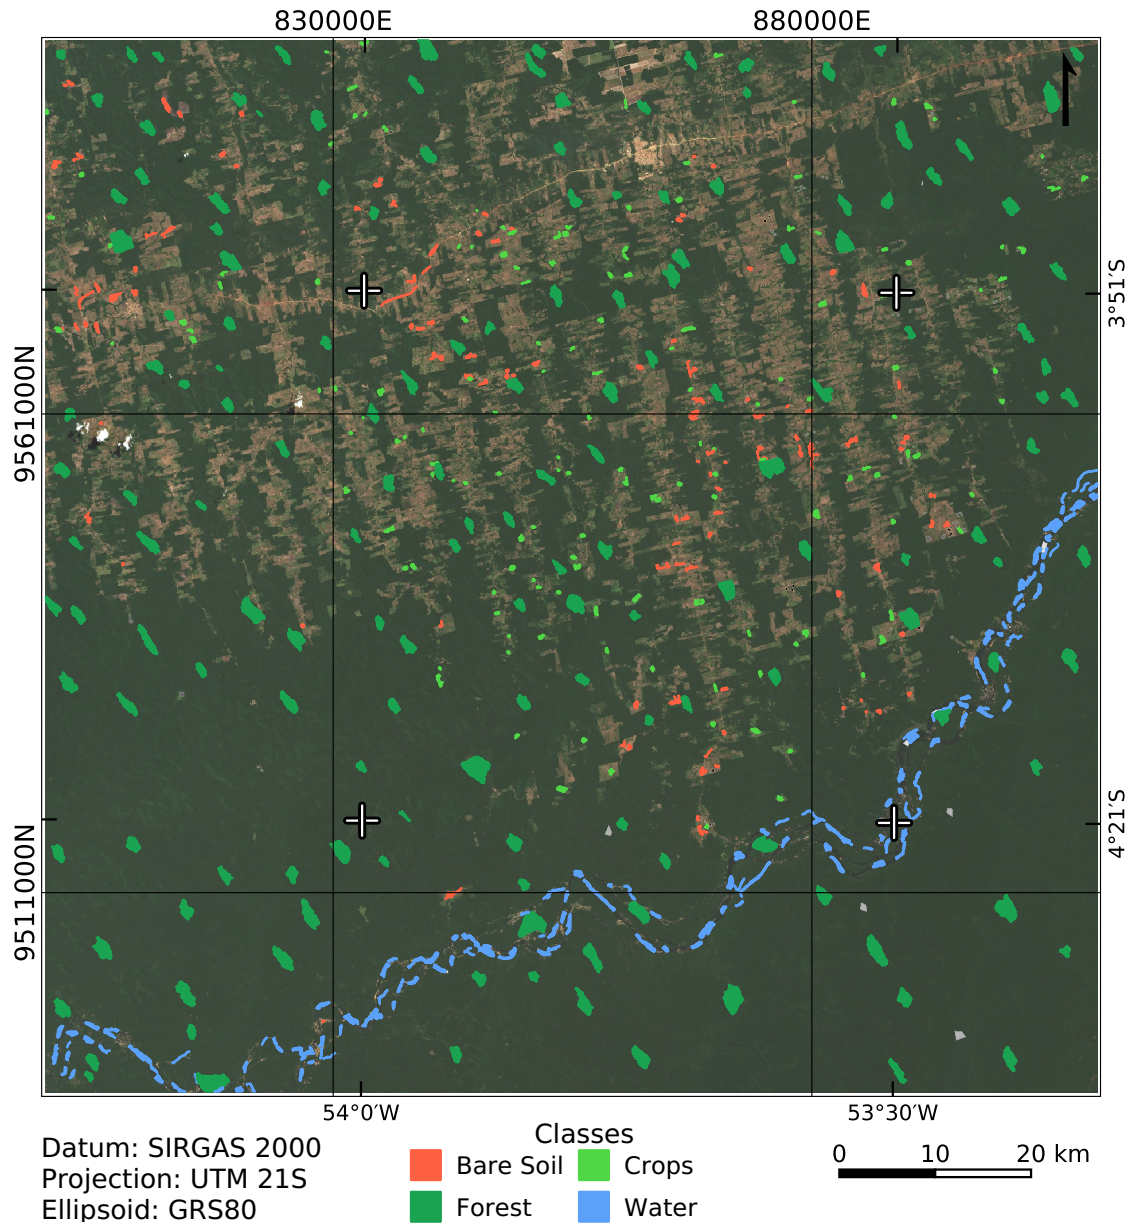 830000E 880000E
3°51′S
9561000N
4°21′S
9511000N
54°0′W 53°30′W
Datum: SIRGAS 2000
Projection: UTM 21S
Ellipsoid: GRS80
Classes
Bare Soil Crops
Forest Water
0 10 20 km